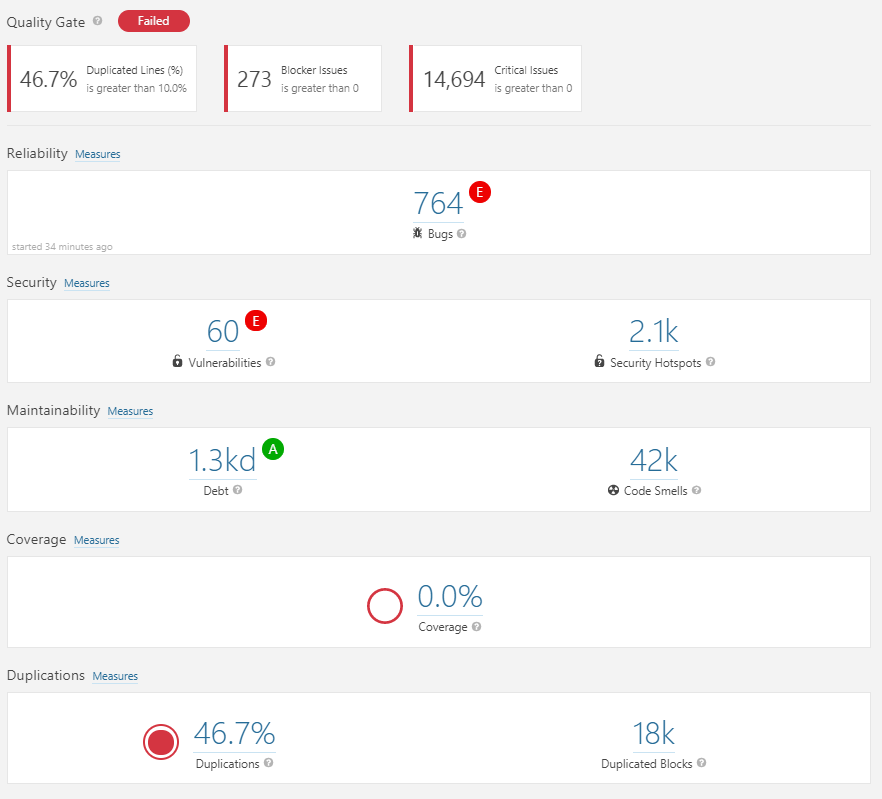 Quality Gate ? Failed
46.7% Duplicated Lines (%) is greater than 10.0%
273 Blocker Issues is greater than 0
14,694 Critical Issues is greater than 0
Reliability Measures
764 E
Bugs ?
started 34 minutes ago
Security Measures
60 E
Vulnerabilities ?
2.1k
Security Hotspots ?
Maintainability Measures
1.3kd A
Debt ?
42k
Code Smells ?
Coverage Measures
0.0%
Coverage ?
Duplications Measures
46.7%
Duplications ?
18k
Duplicated Blocks ?